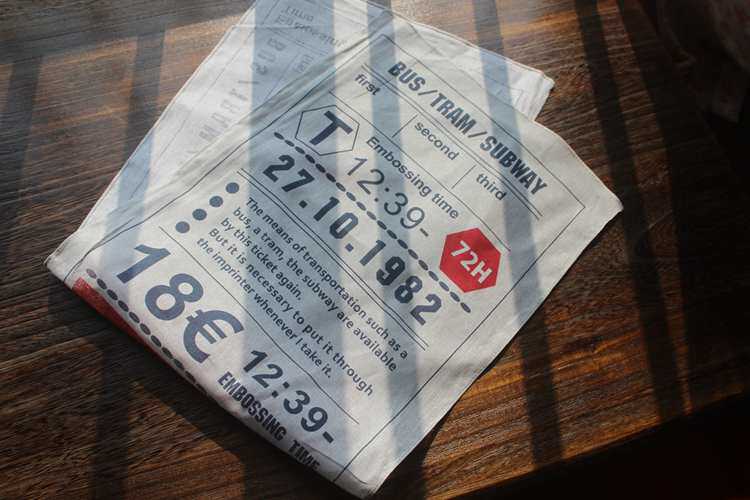 BUS/TRAM/SUBWAY
first
second
third
T
Embossing time
12:39-
27.10.1982
72H
The means of transportation such as a
bus, a tram, the subway are available
by this ticket again.
But it is necessary to put it through
the imprinter whenever I take it.
18€
12:39-
EMBOSSING TIME